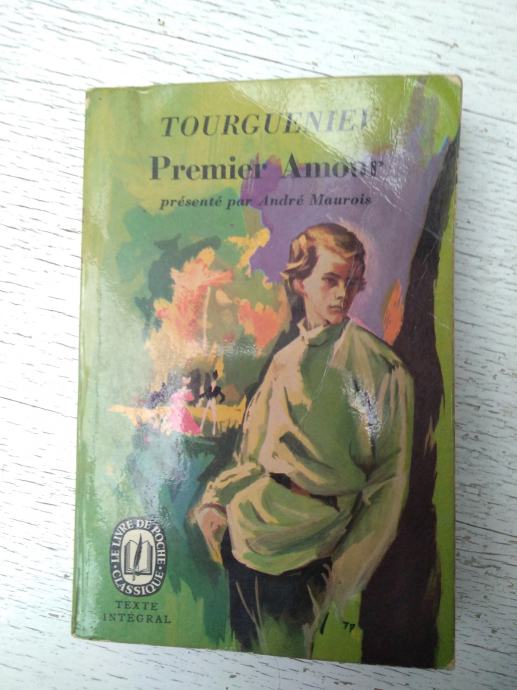 TOURGUENIEV
Premier Amour
présenté par André Maurois
LE LIVRE DE POCHE
CLASSIQUE
TEXTE
INTÉGRAL